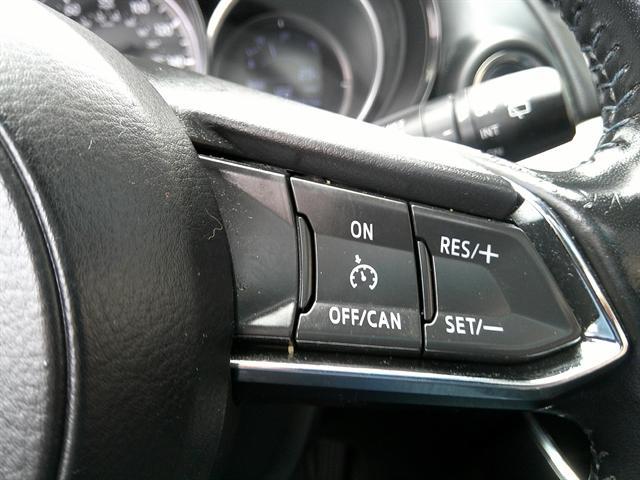 INT
ON
RES/+
OFF/CAN
SET/–